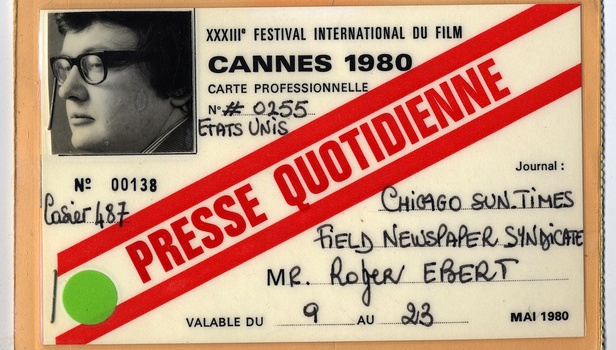 XXXIIIe FESTIVAL INTERNATIONAL DU FILM
CANNES 1980
CARTE PROFESSIONNELLE
N° # 0255
ETATS UNIS
PRESSE QUOTIDIENNE
No 00138
Casier 487
Journal :
CHICAGO SUN-TIMES
FIELD NEWSPAPER SYNDICATE
MR. Roger EBERT
VALABLE DU 9 AU 23 MAI 1980